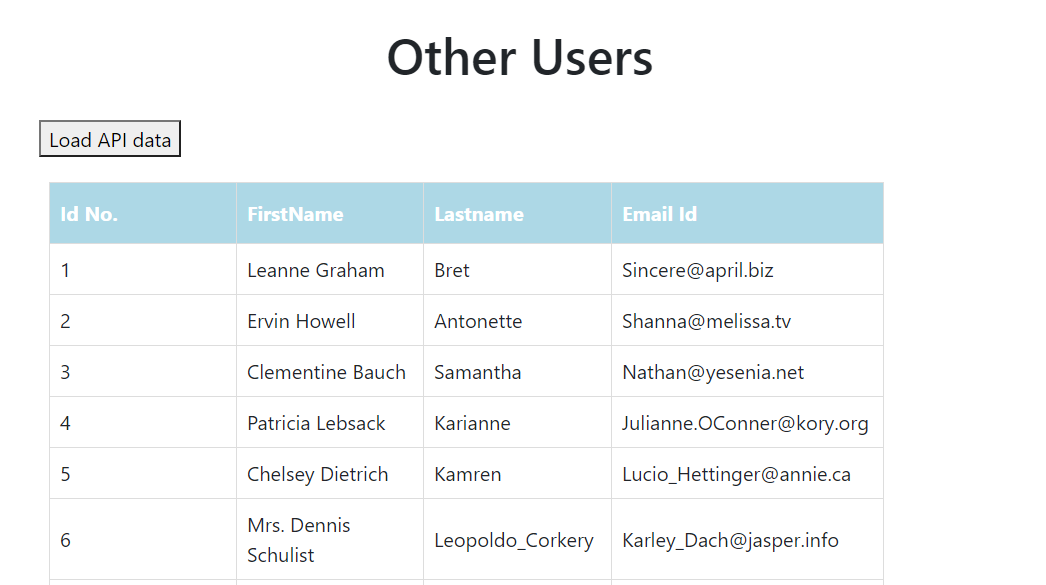 Other Users
Load API data
Id No. FirstName Lastname Email Id
1 Leanne Graham Bret Sincere@april.biz
2 Ervin Howell Antonette Shanna@melissa.tv
3 Clementine Bauch Samantha Nathan@yesenia.net
4 Patricia Lebsack Karianne Julianne.OConner@kory.org
5 Chelsey Dietrich Kamren Lucio_Hettinger@annie.ca
6 Mrs. Dennis Schulist Leopoldo_Corkery Karley_Dach@jasper.info